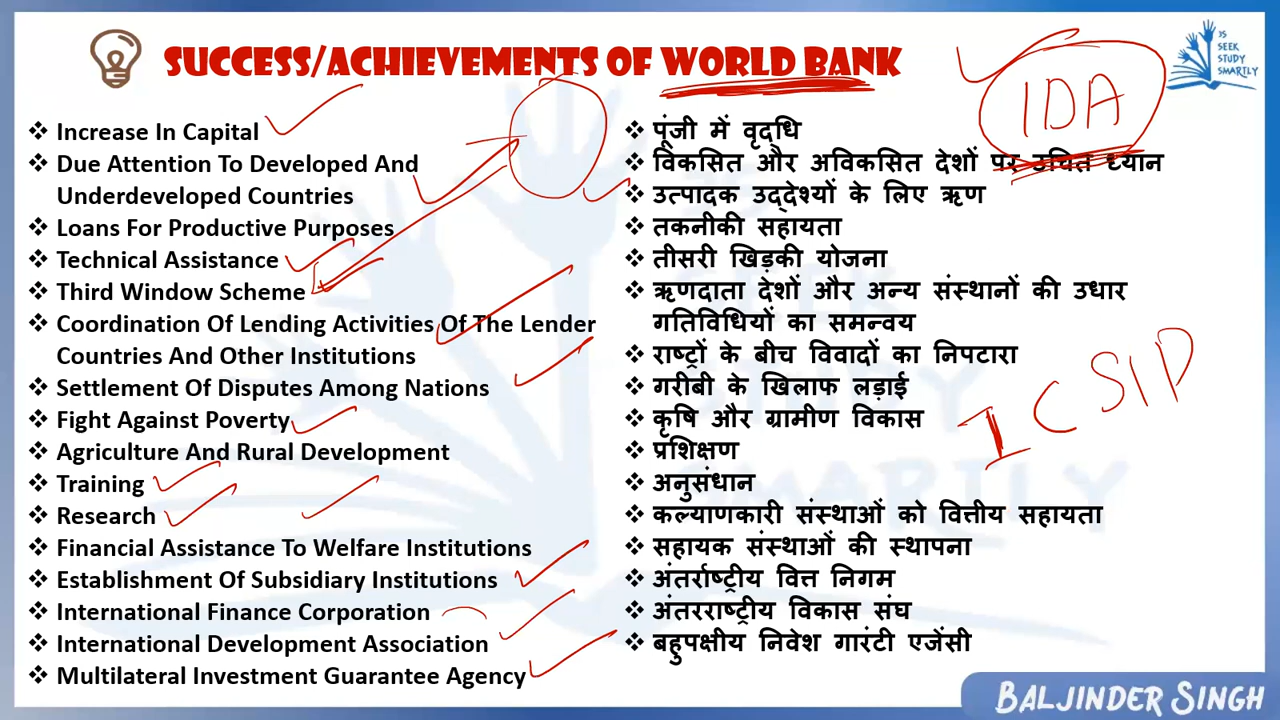 SUCCESS/ACHIEVEMENTS OF WORLD BANK
IDA
3S
SEEK
STUDY
SMARTLY
❖ Increase In Capital
❖ Due Attention To Developed And
Underdeveloped Countries
❖ Loans For Productive Purposes
❖ Technical Assistance
❖ Third Window Scheme
❖ Coordination Of Lending Activities Of The Lender
Countries And Other Institutions
❖ Settlement Of Disputes Among Nations
❖ Fight Against Poverty
❖ Agriculture And Rural Development
❖ Training
❖ Research
❖ Financial Assistance To Welfare Institutions
❖ Establishment Of Subsidiary Institutions
❖ International Finance Corporation
❖ International Development Association
❖ Multilateral Investment Guarantee Agency
❖ पूंजी में वृद्धि
❖ विकसित और अविकसित देशों पर उचित ध्यान
❖ उत्पादक उद्देश्यों के लिए ऋण
❖ तकनीकी सहायता
❖ तीसरी खिड़की योजना
❖ ऋणदाता देशों और अन्य संस्थानों की उधार
गतिविधियों का समन्वय
❖ राष्ट्रों के बीच विवादों का निपटारा
❖ गरीबी के खिलाफ लड़ाई
❖ कृषि और ग्रामीण विकास
❖ प्रशिक्षण
❖ अनुसंधान
❖ कल्याणकारी संस्थाओं को वित्तीय सहायता
❖ सहायक संस्थाओं की स्थापना
❖ अंतर्राष्ट्रीय वित्त निगम
❖ अंतरराष्ट्रीय विकास संघ
❖ बहुपक्षीय निवेश गारंटी एजेंसी
ICSID
SEEK
STUDY
SMARTLY
BALJINDER SINGH